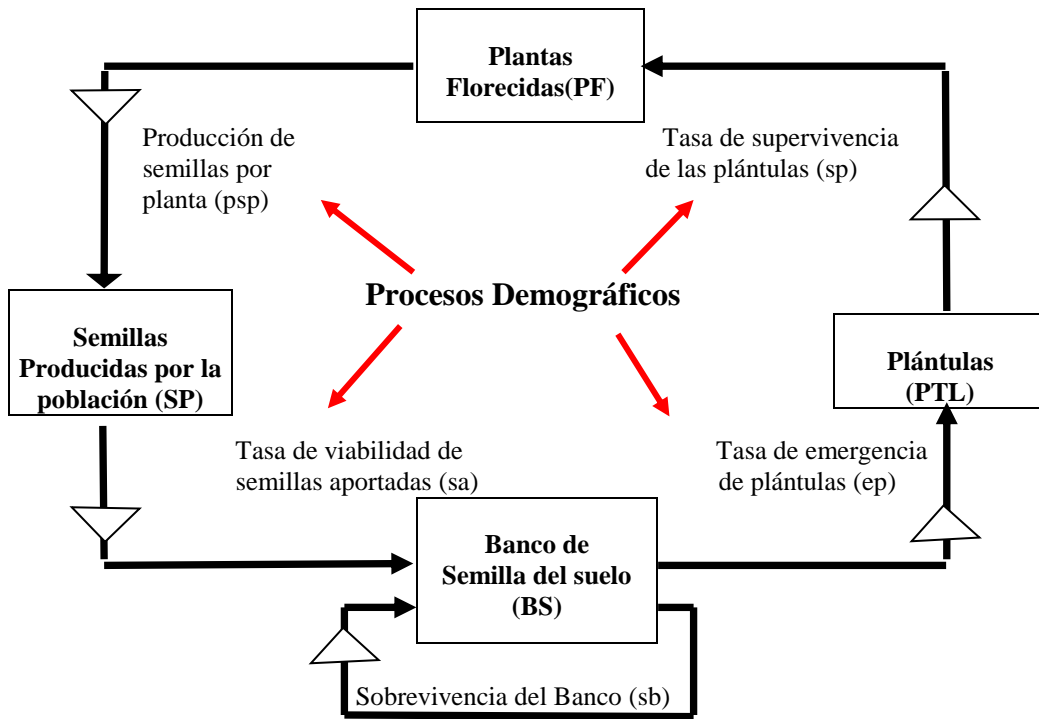 Plantas
Florecidas(PF)
Producción de
semillas por
planta (psp)
Tasa de supervivencia
de las plántulas (sp)
Procesos Demográficos
Semillas
Producidas por la
población (SP)
Plántulas
(PTL)
Tasa de viabilidad de
semillas aportadas (sa)
Tasa de emergencia
de plántulas (ep)
Banco de
Semilla del suelo
(BS)
Sobrevivencia del Banco (sb)